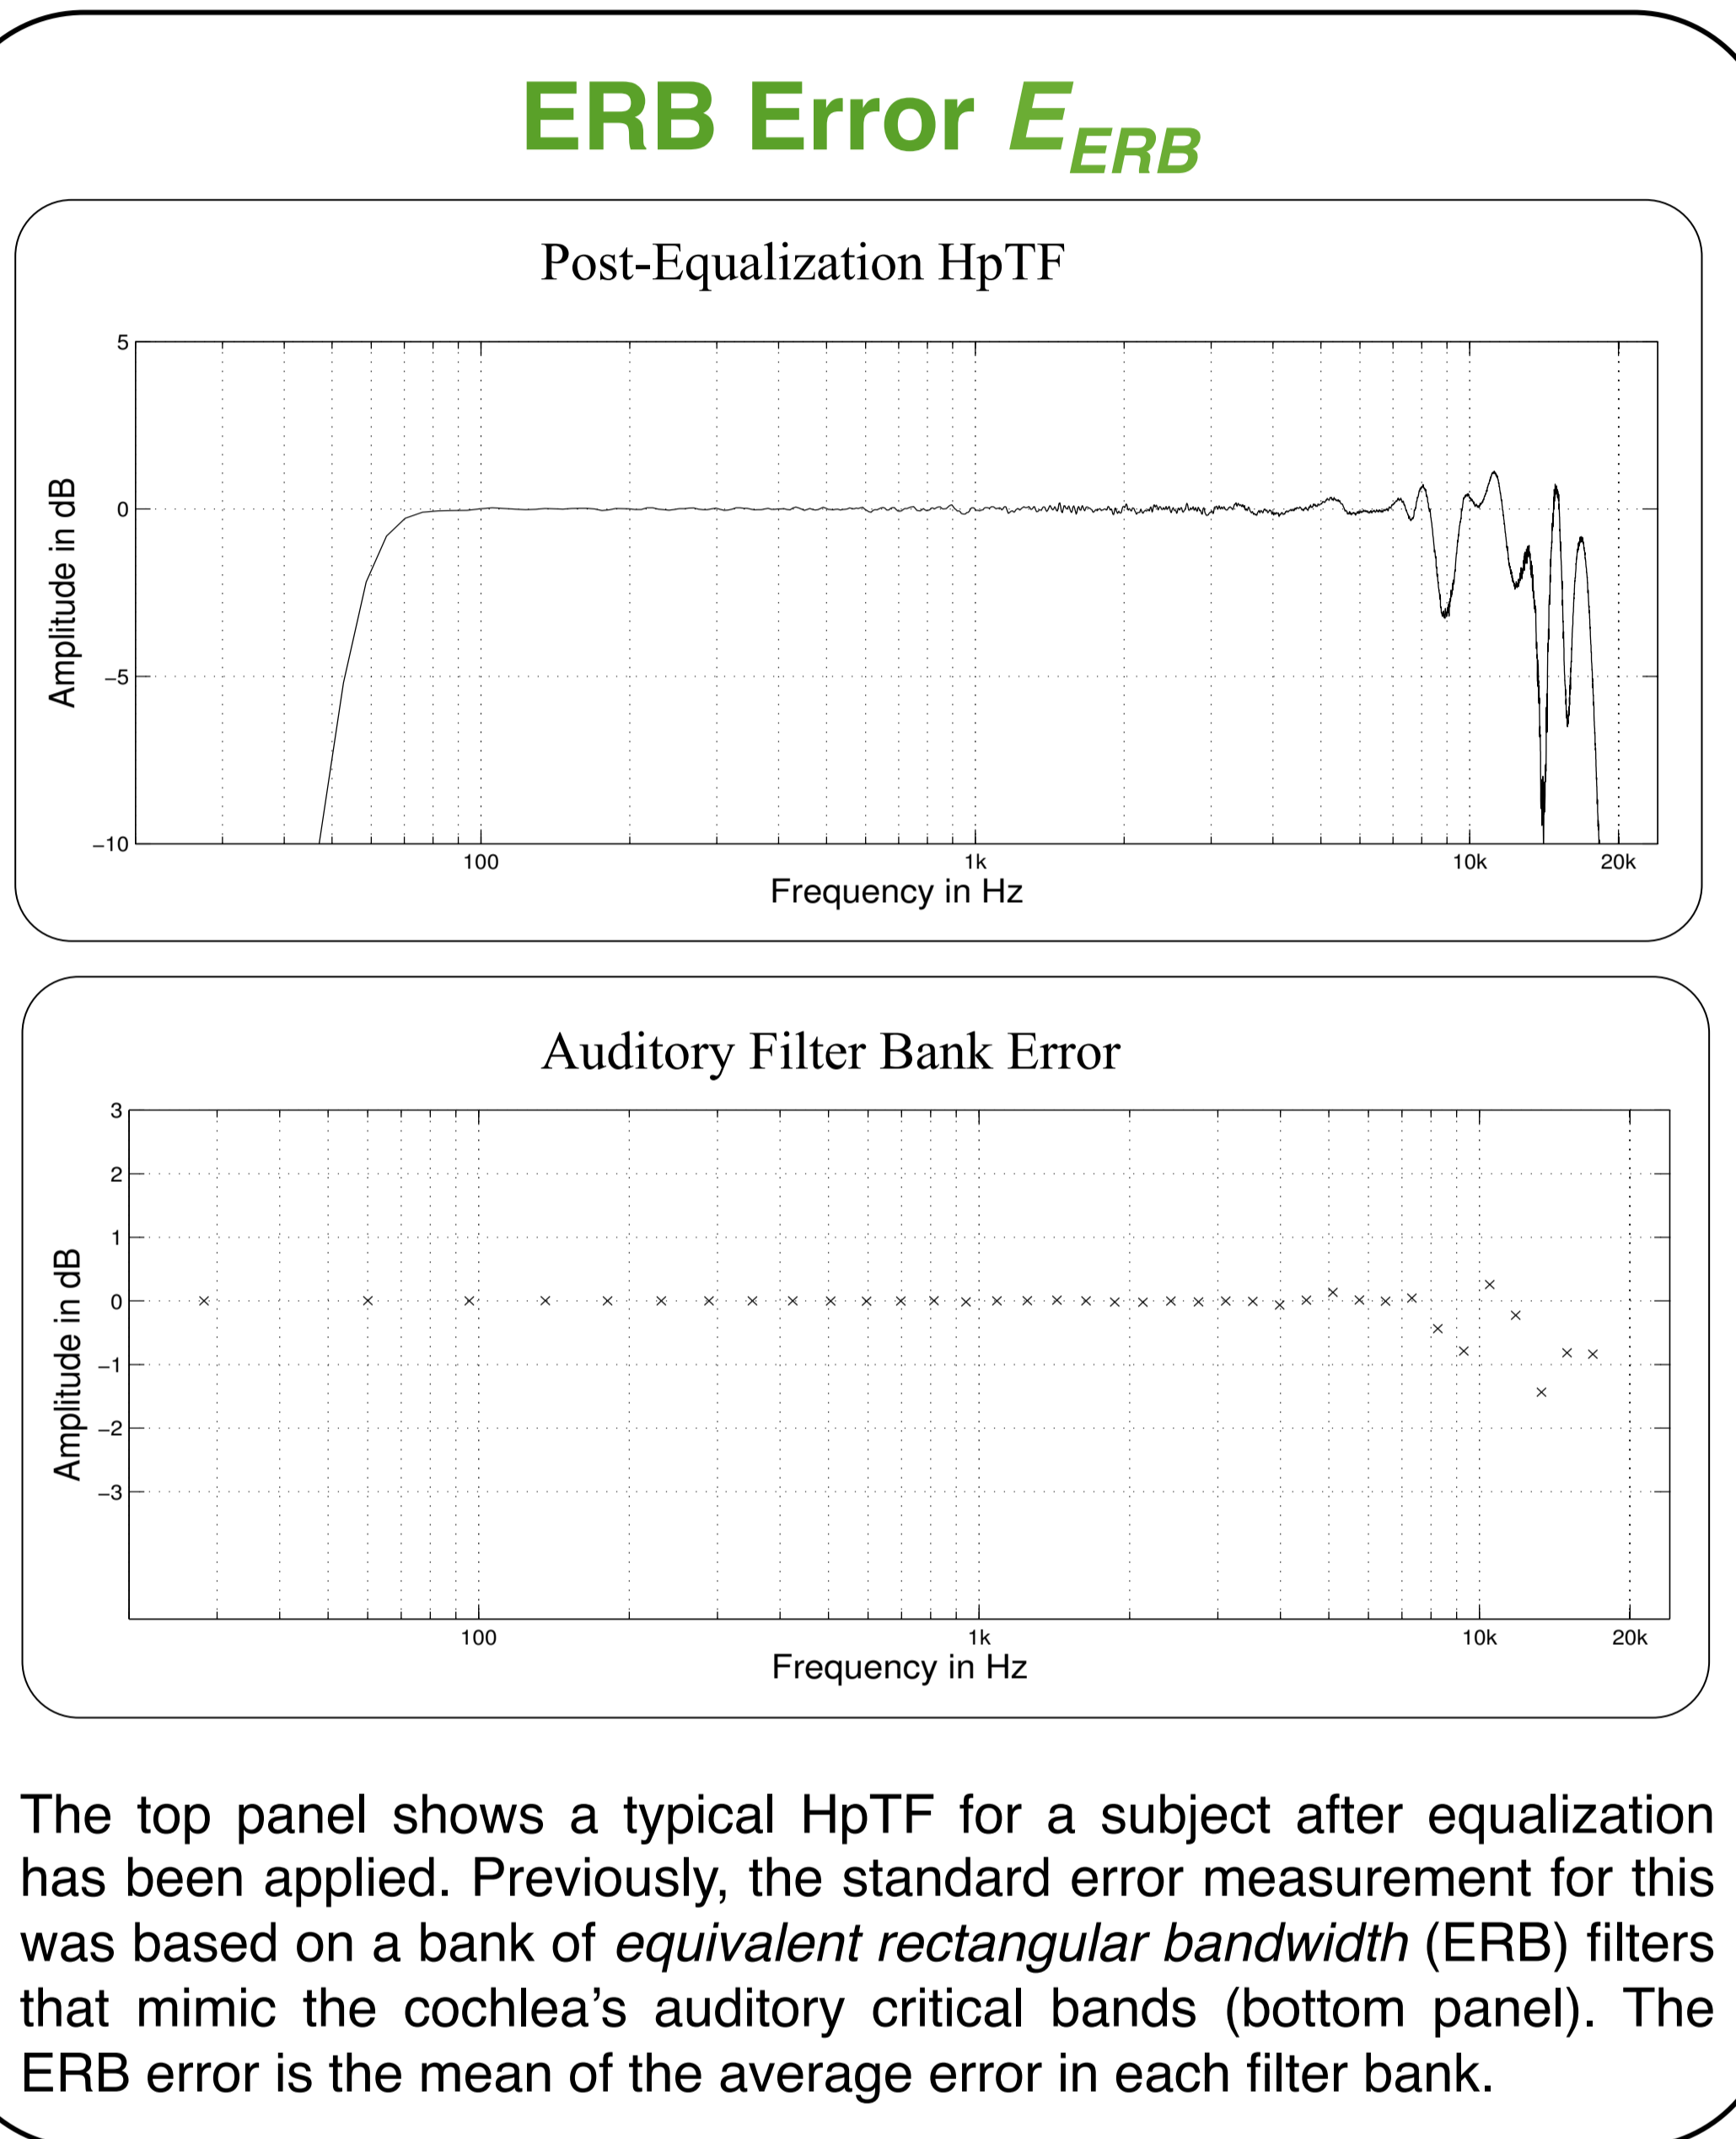 ERB Error E_ERB
Post-Equalization HpTF
5
0
−5
−10
Amplitude in dB
100 1k 10k 20k
Frequency in Hz
Auditory Filter Bank Error
3
2
1
0
−1
−2
−3
Amplitude in dB
100 1k 10k 20k
Frequency in Hz
The top panel shows a typical HpTF for a subject after equalization
has been applied. Previously, the standard error measurement for this
was based on a bank of equivalent rectangular bandwidth (ERB) filters
that mimic the cochlea’s auditory critical bands (bottom panel). The
ERB error is the mean of the average error in each filter bank.